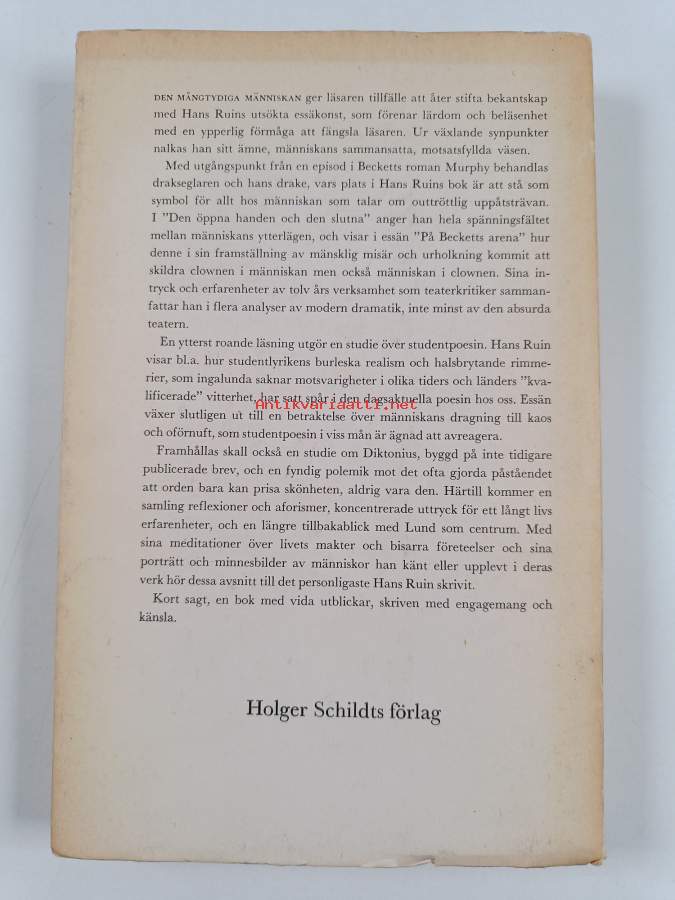 DEN MÅNGTYDIGA MÄNNISKAN ger läsaren tillfälle att åter stifta bekantskap
med Hans Ruins utsökta essäkonst, som förenar lärdom och beläsenhet
med en ypperlig förmåga att fängsla läsaren. Ur växlande synpunkter
nalkas han sitt ämne, människans sammansatta, motsatsfyllda väsen.
Med utgångspunkt från en episod i Becketts roman Murphy behandlas
drakseglaren och hans drake, vars plats i Hans Ruins bok är att stå som
symbol för allt hos människan som talar om outtröttlig uppåtsträvan.
I "Den öppna handen och den slutna" anger han hela spänningsfältet
mellan människans ytterlägen, och visar i essän "På Becketts arena" hur
denne i sin framställning av mänsklig misär och urholkning kommit att
skildra clownen i människan men också människan i clownen. Sina in-
tryck och erfarenheter av tolv års verksamhet som teaterkritiker samman-
fattar han i flera analyser av modern dramatik, inte minst av den absurda
teatern.
En ytterst roande läsning utgör en studie över studentpoesin. Hans Ruin
visar bl.a. hur studentlyrikens burleska realism och halsbrytande rimme-
rier, som ingalunda saknar motsvarigheter i olika tiders och länders "kva-
lificerade" vitterhet, har satt spår i den dagsaktuella poesin hos oss. Essän
Antikvariaatti.net
växer slutligen ut till en betraktelse över människans dragning till kaos
och oförnuft, som studentpoesin i viss mån är ägnad att avreagera.
Framhållas skall också en studie om Diktonius, byggd på inte tidigare
publicerade brev, och en fyndig polemik mot det ofta gjorda påståendet
att orden bara kan prisa skönheten, aldrig vara den. Härtill kommer en
samling reflexioner och aforismer, koncentrerade uttryck för ett långt livs
erfarenheter, och en längre tillbakablick med Lund som centrum. Med
sina meditationer över livets makter och bisarra företeelser och sina
porträtt och minnesbilder av människor han känt eller upplevt i deras
verk hör dessa avsnitt till det personligaste Hans Ruin skrivit.
Kort sagt, en bok med vida utblickar, skriven med engagemang och
känsla.
Holger Schildts förlag